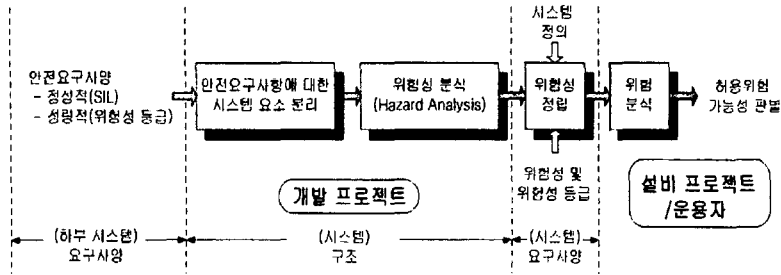 시스템
정의
안전요구사양
- 정성적(SIL)
- 성량적(위험성 등급)
안전요구사항에 대한
시스템 요소 분리
위험성 분석
(Hazard Analysis)
위험성
정립
위험
분석
허용위험
가능성 판별
개발 프로젝트
위험성 및
위험성 등급
설비 프로젝트
/운용자
(하부 시스템)
요구사양
(시스템)
구조
(시스템)
요구사양